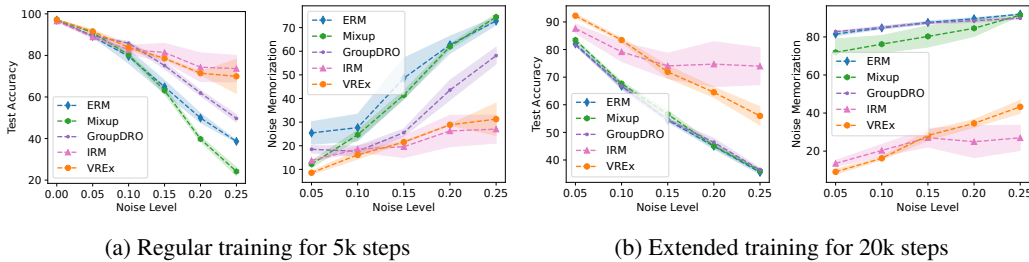 Test Accuracy
100
80
60
40
20
0.00 0.05 0.10 0.15 0.20 0.25
Noise Level
ERM
Mixup
GroupDRO
IRM
VREx
Noise Memorization
70
60
50
40
30
20
10
0.05 0.10 0.15 0.20 0.25
Noise Level
ERM
Mixup
GroupDRO
IRM
VREx
Test Accuracy
90
80
70
60
50
40
0.05 0.10 0.15 0.20 0.25
Noise Level
ERM
Mixup
GroupDRO
IRM
VREx
Noise Memorization
80
60
40
20
0.05 0.10 0.15 0.20 0.25
Noise Level
ERM
Mixup
GroupDRO
IRM
VREx
(a) Regular training for 5k steps
(b) Extended training for 20k steps